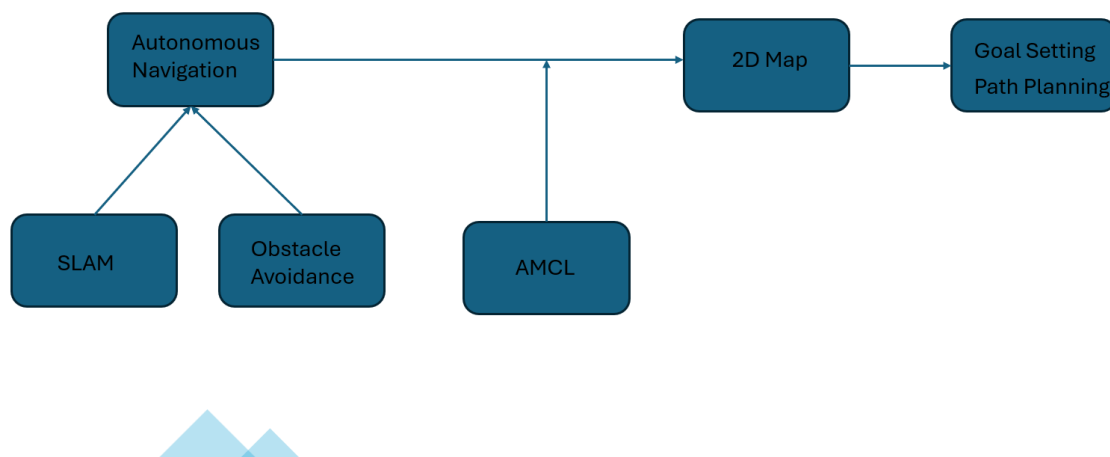 Autonomous
Navigation
2D Map
Goal Setting
Path Planning
SLAM
Obstacle
Avoidance
AMCL